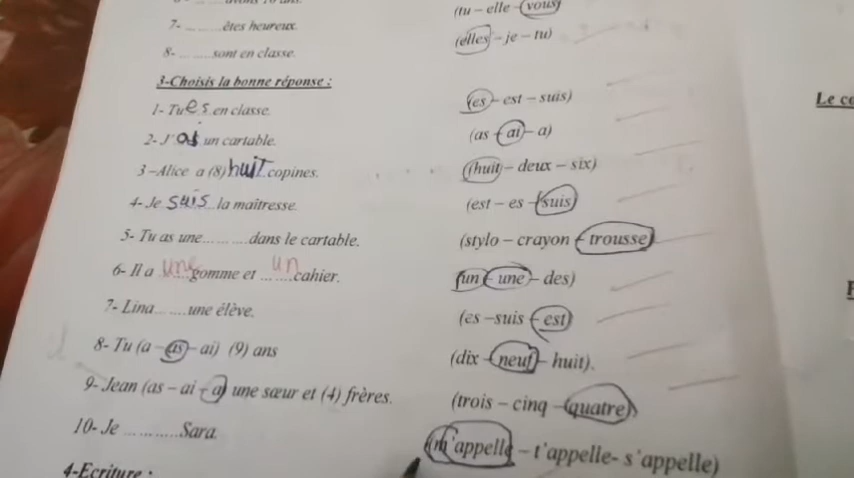 (tu – elle – vous)
7- ........ êtes heureux.
(elles – je – tu)
8- ........ sont en classe.
3-Choisis la bonne réponse :
1- Tu es en classe. (es – est – suis)
Le
2- J' ai un cartable. (as – ai – a)
3 –Alice a (8) huit copines. (huit – deux – six)
4- Je suis la maîtresse. (est – es – suis)
5- Tu as une.........dans le cartable. (stylo – crayon – trousse)
6- Il a une gomme et un cahier. (un – une – des)
7- Lina........une élève. (es –suis – est)
8- Tu (a – as – ai) (9) ans (dix – neuf – huit).
9- Jean (as – ai – a) une sœur et (4) frères. (trois – cinq – quatre)
10- Je ............Sara. (m'appelle – t'appelle- s'appelle)
4-Ecriture :